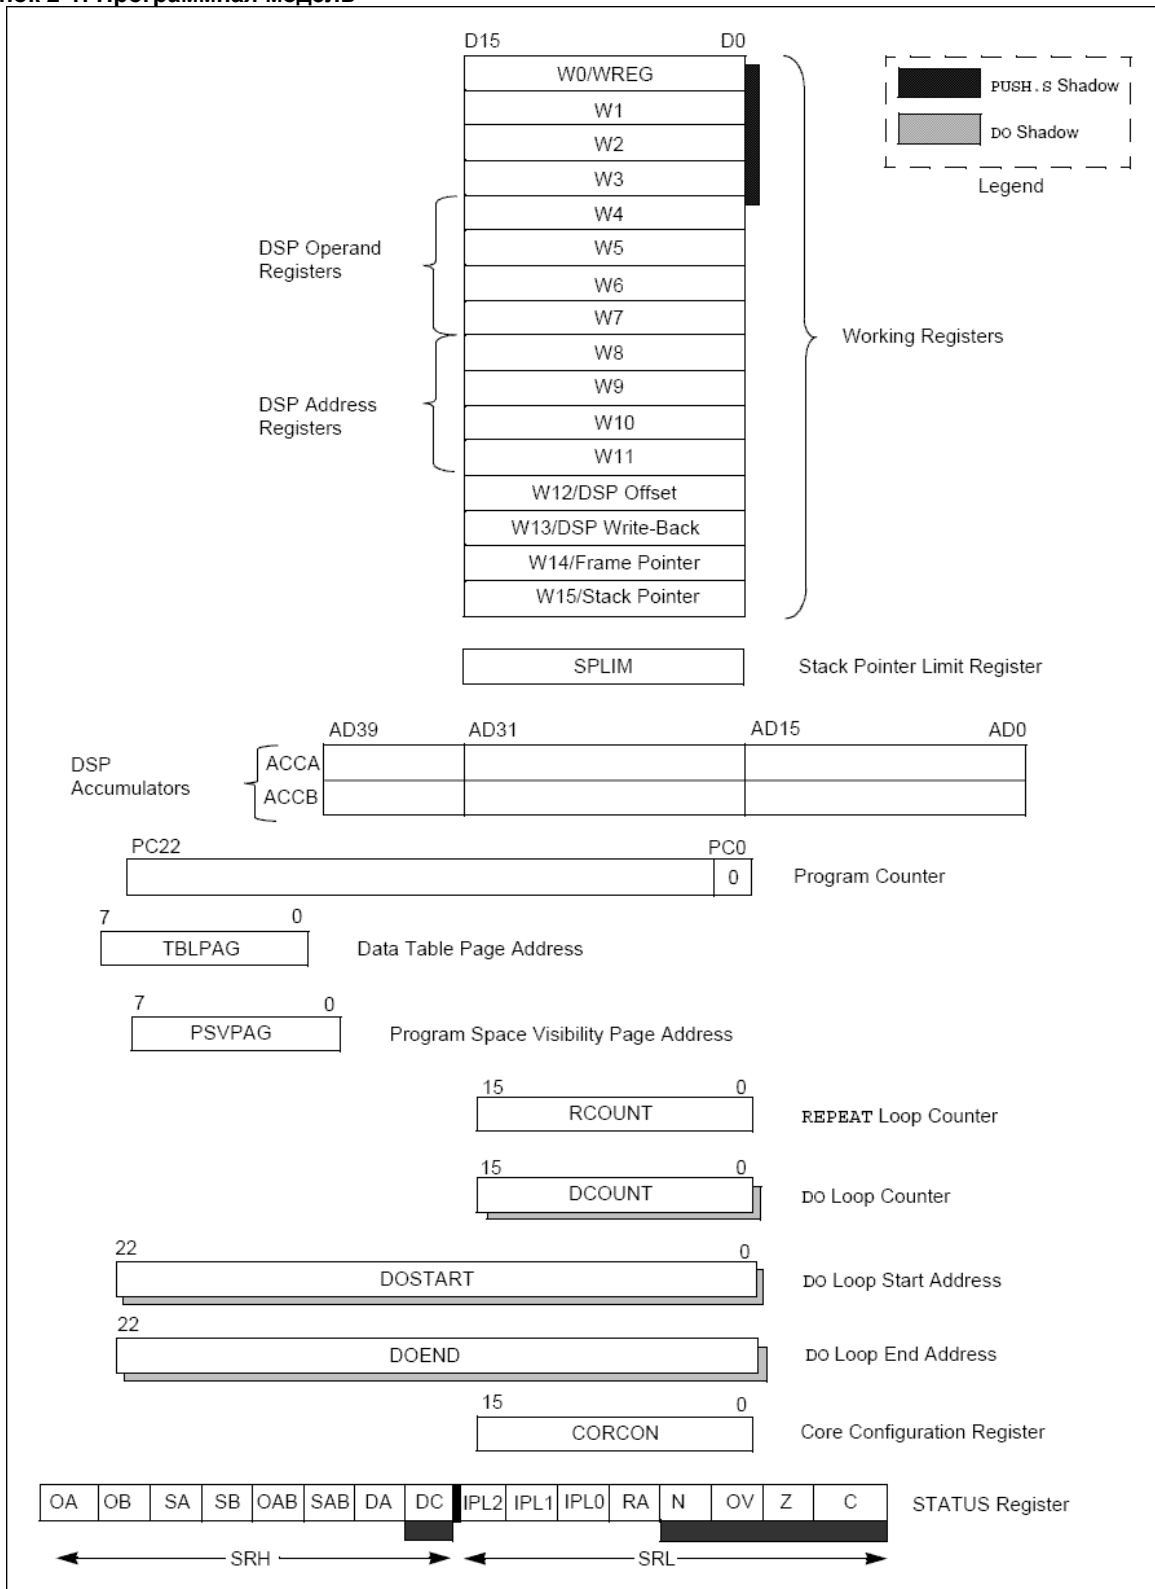 Программная модель
D15 D0
W0/WREG
W1
W2
W3
W4
W5
W6
W7
W8
W9
W10
W11
W12/DSP Offset
W13/DSP Write-Back
W14/Frame Pointer
W15/Stack Pointer
PUSH.S Shadow
DO Shadow
Legend
DSP Operand
Registers
DSP Address
Registers
Working Registers
SPLIM
Stack Pointer Limit Register
AD39 AD31 AD15 AD0
DSP
Accumulators
ACCA
ACCB
PC22 PC0
0
Program Counter
7 0
TBLPAG
Data Table Page Address
7 0
PSVPAG
Program Space Visibility Page Address
15 0
RCOUNT
REPEAT Loop Counter
15 0
DCOUNT
DO Loop Counter
22 0
DOSTART
DO Loop Start Address
22
DOEND
DO Loop End Address
15 0
CORCON
Core Configuration Register
OA OB SA SB OAB SAB DA DC IPL2 IPL1 IPL0 RA N OV Z C
STATUS Register
SRH SRL